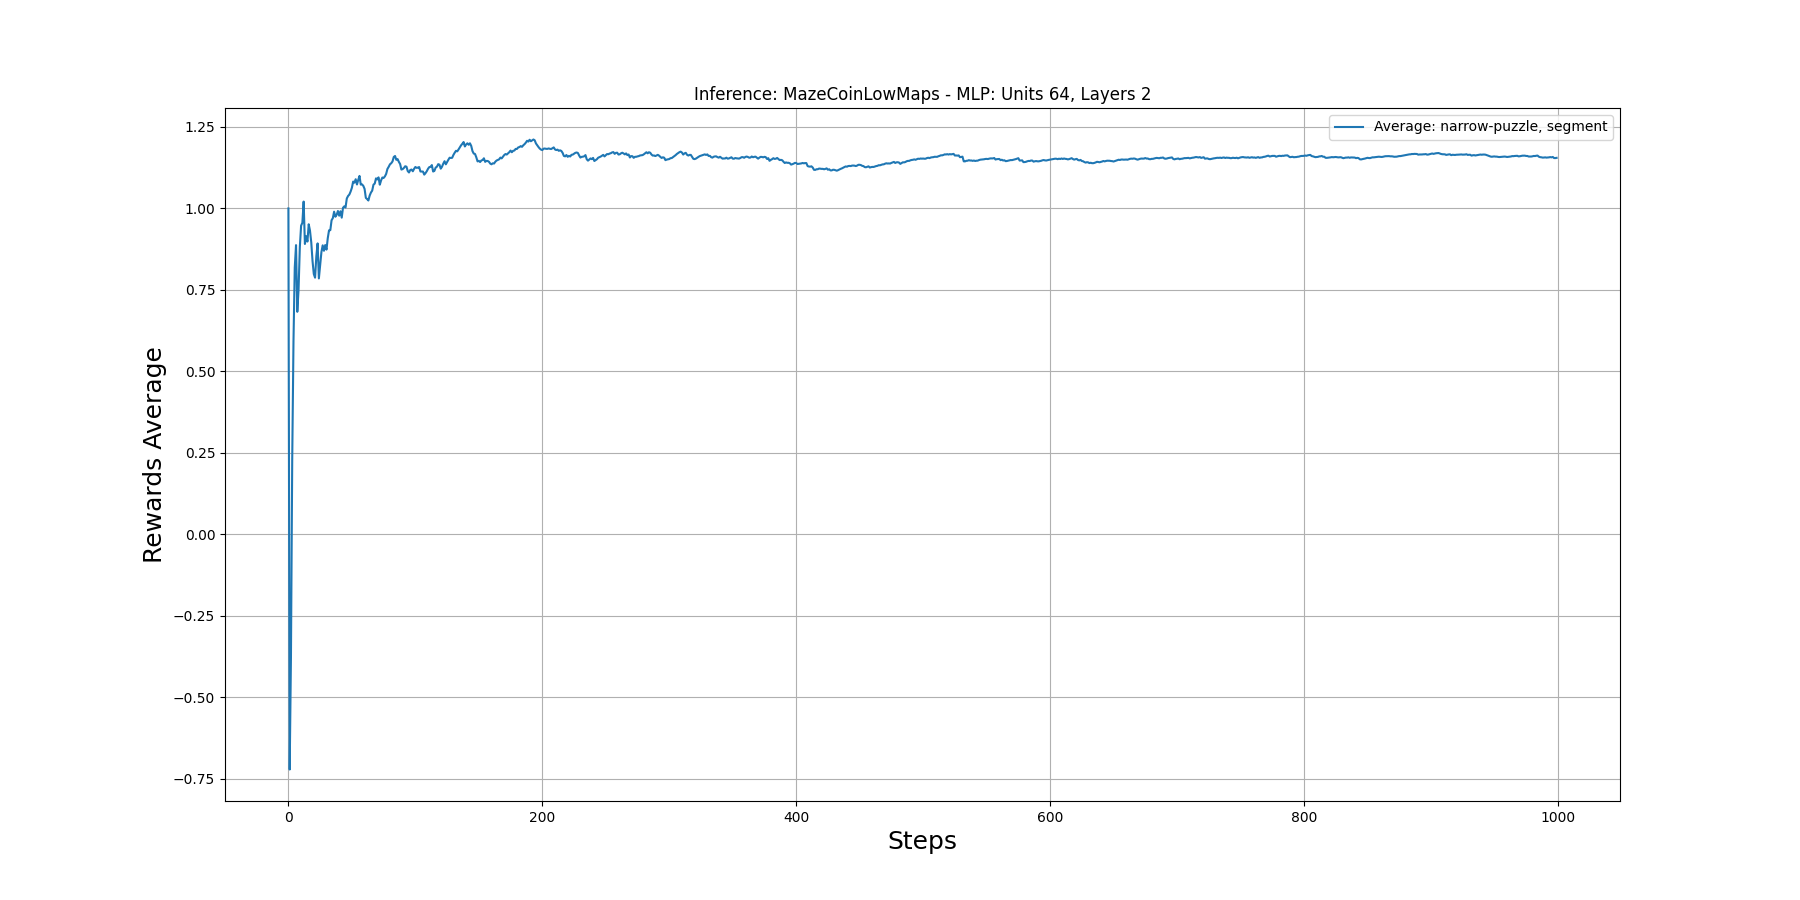 Inference: MazeCoinLowMaps - MLP: Units 64, Layers 2
Average: narrow-puzzle, segment
Rewards Average
1.25
1.00
0.75
0.50
0.25
0.00
−0.25
−0.50
−0.75
0 200 400 600 800 1000
Steps